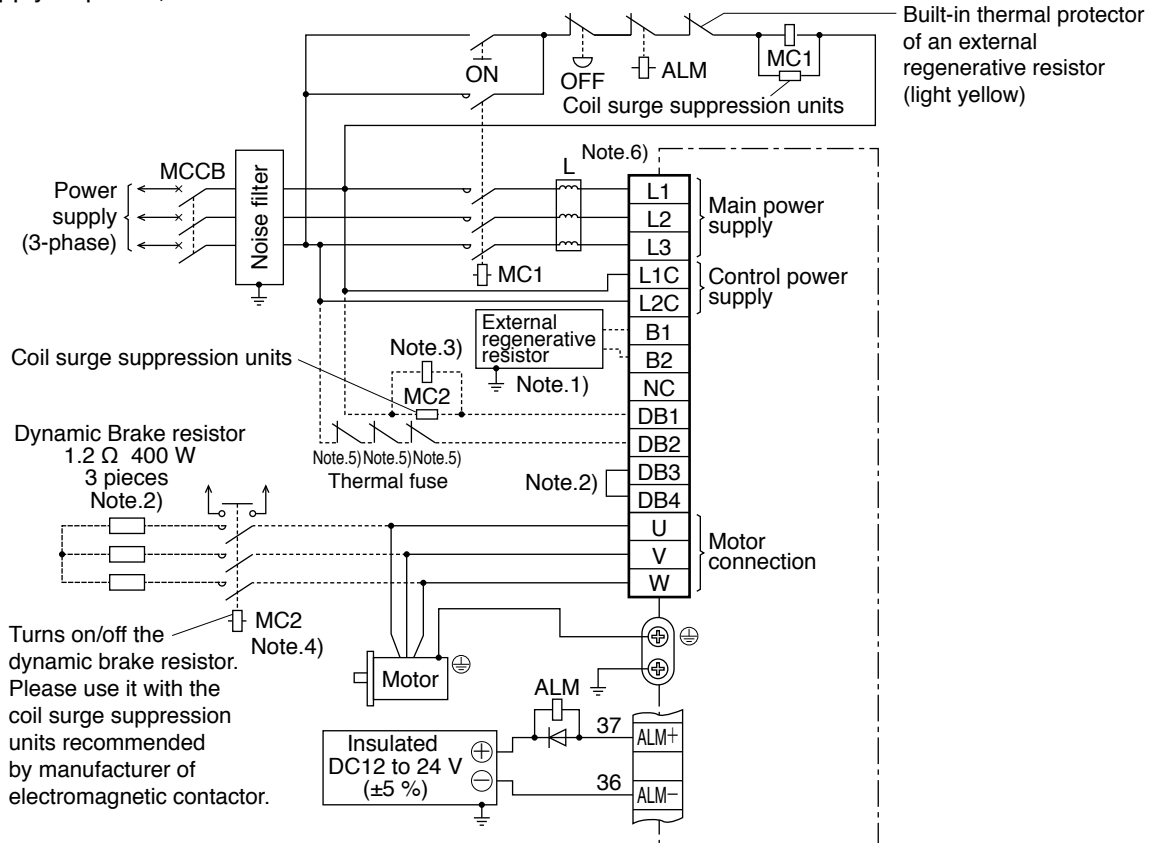 Built-in thermal protector
of an external
regenerative resistor
(light yellow)
ON
OFF
ALM
MC1
Coil surge suppression units
Note.6)
L
MCCB
Noise filter
Power
supply
(3-phase)
MC1
L1
L2
L3
Main power
supply
L1C
L2C
Control power
supply
External
regenerative
resistor
Note.1)
B1
B2
NC
Coil surge suppression units
Note.3)
MC2
DB1
DB2
Note.5) Note.5) Note.5)
Thermal fuse
Note.2)
DB3
DB4
Dynamic Brake resistor
1.2 Ω 400 W
3 pieces
Note.2)
U
V
W
Motor
connection
MC2
Note.4)
Turns on/off the
dynamic brake resistor.
Please use it with the
coil surge suppression
units recommended
by manufacturer of
electromagnetic contactor.
Motor
ALM
Insulated
DC12 to 24 V
(±5 %)
37
ALM+
36
ALM−